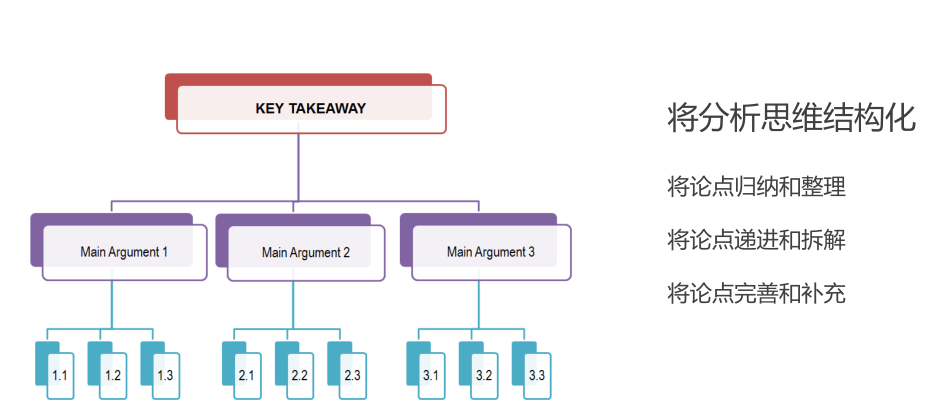 KEY TAKEAWAY
Main Argument 1
Main Argument 2
Main Argument 3
1.1
1.2
1.3
2.1
2.2
2.3
3.1
3.2
3.3
将分析思维结构化
将论点归纳和整理
将论点递进和拆解
将论点完善和补充